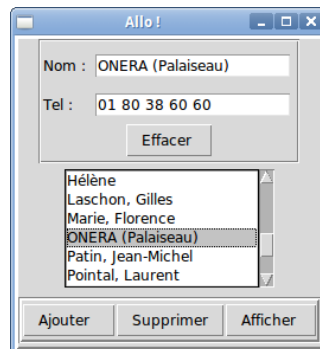 Allo!
Nom : ONERA (Palaiseau)
Tel : 01 80 38 60 60
Effacer
Hélène
Laschon, Gilles
Marie, Florence
ONERA (Palaiseau)
Patin, Jean-Michel
Pointal, Laurent
Ajouter Supprimer Afficher